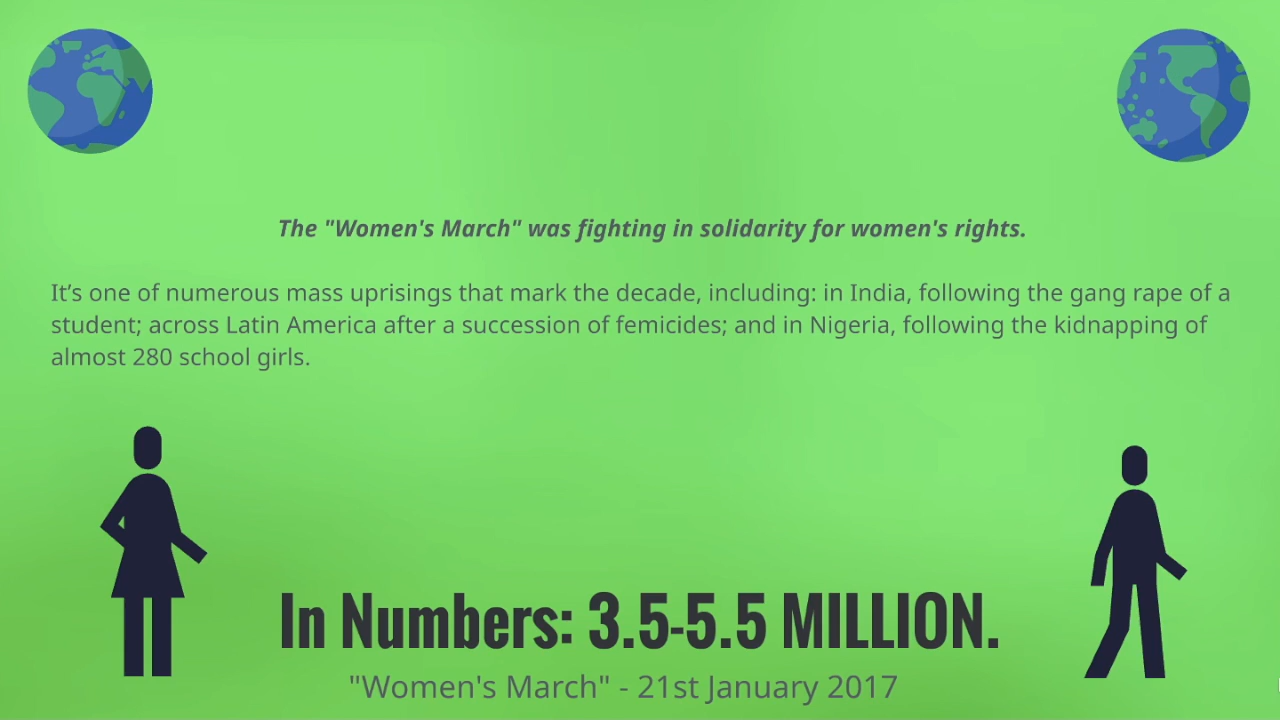 The "Women's March" was fighting in solidarity for women's rights.
It’s one of numerous mass uprisings that mark the decade, including: in India, following the gang rape of a
student; across Latin America after a succession of femicides; and in Nigeria, following the kidnapping of
almost 280 school girls.
In Numbers: 3.5-5.5 MILLION.
"Women's March" - 21st January 2017